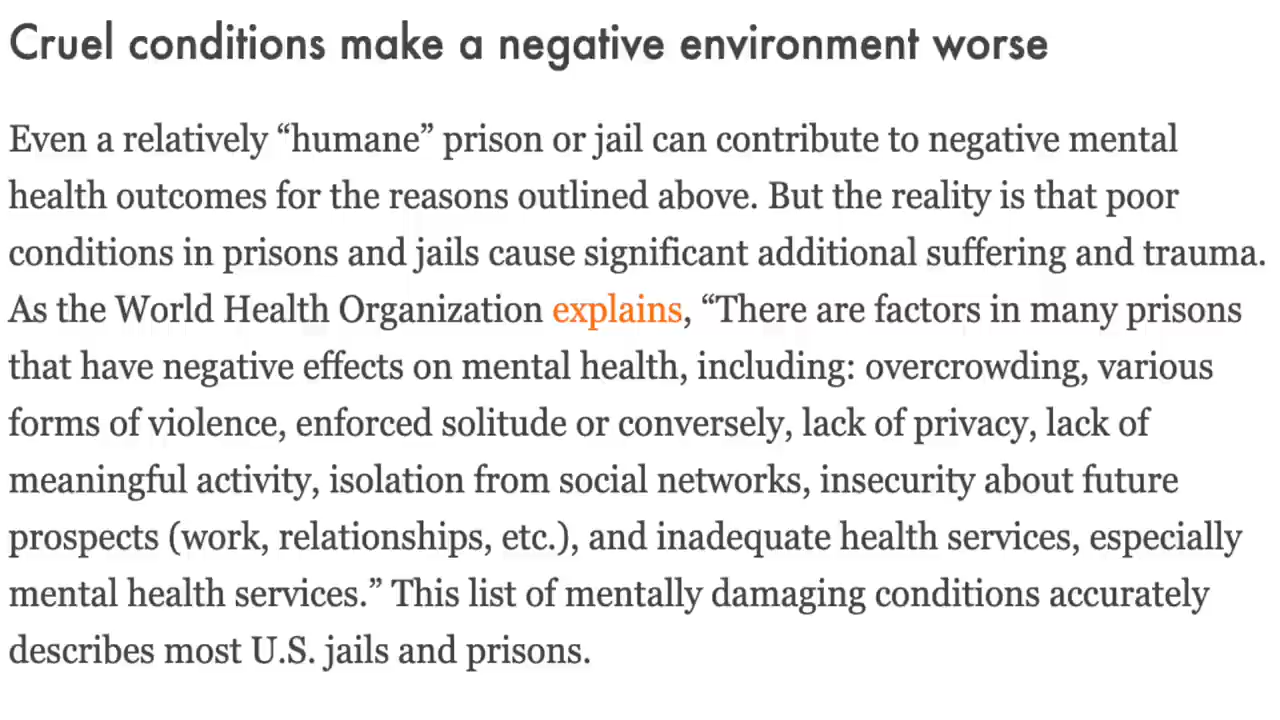 Cruel conditions make a negative environment worse
Even a relatively “humane” prison or jail can contribute to negative mental
health outcomes for the reasons outlined above. But the reality is that poor
conditions in prisons and jails cause significant additional suffering and trauma.
As the World Health Organization explains, “There are factors in many prisons
that have negative effects on mental health, including: overcrowding, various
forms of violence, enforced solitude or conversely, lack of privacy, lack of
meaningful activity, isolation from social networks, insecurity about future
prospects (work, relationships, etc.), and inadequate health services, especially
mental health services.” This list of mentally damaging conditions accurately
describes most U.S. jails and prisons.